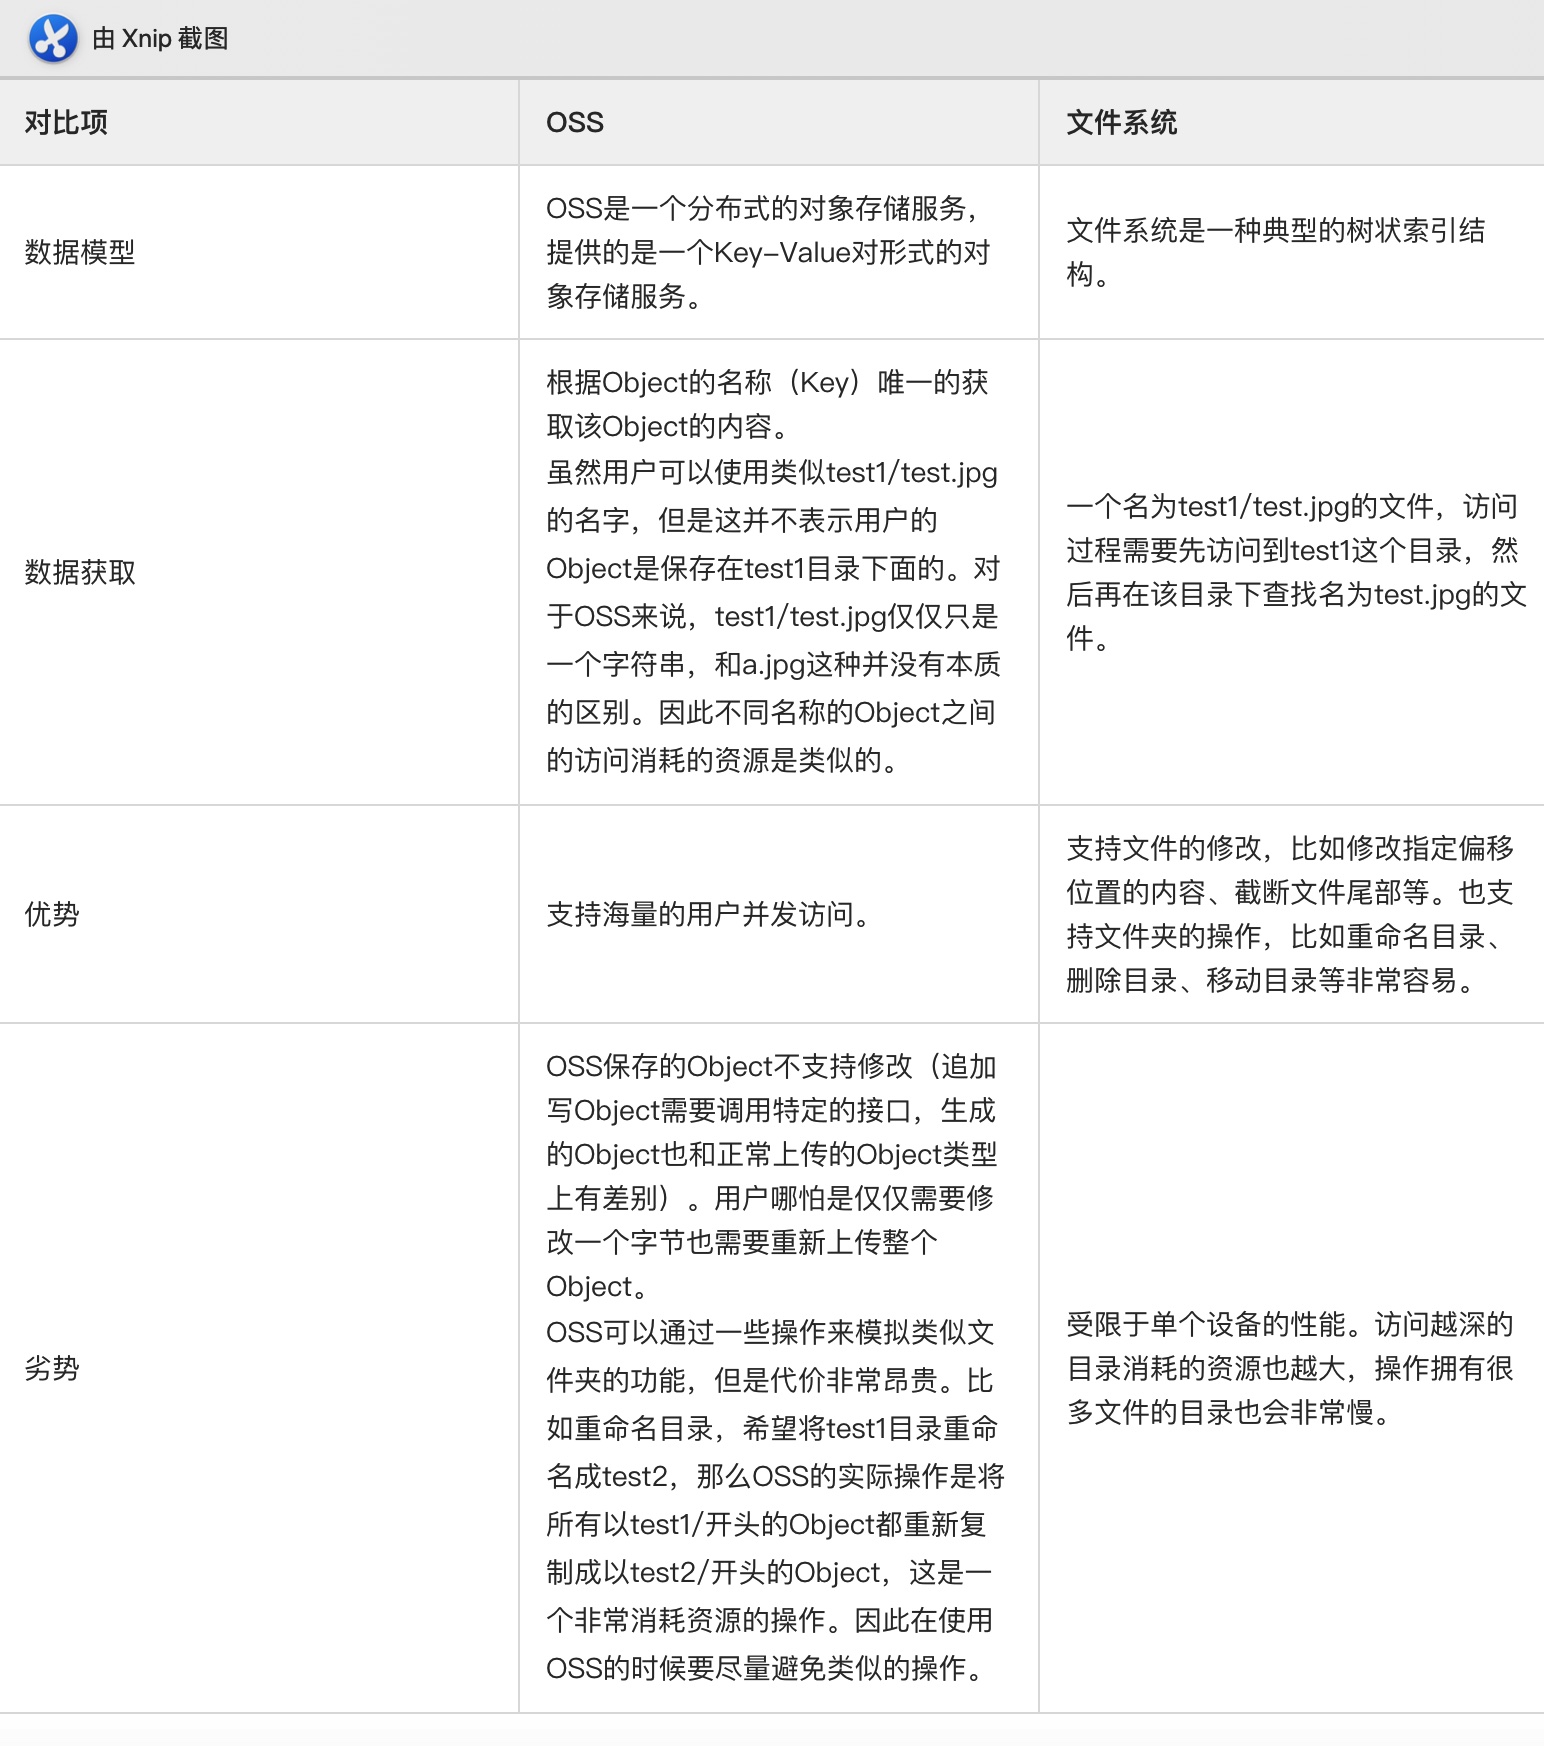 由 Xnip 截图
对比项
OSS
文件系统
数据模型
OSS是一个分布式的对象存储服务，
提供的是一个Key-Value对形式的对
象存储服务。
文件系统是一种典型的树状索引结
构。
数据获取
根据Object的名称（Key）唯一的获
取该Object的内容。
虽然用户可以使用类似test1/test.jpg
的名字，但是这并不表示用户的
Object是保存在test1目录下面的。对
于OSS来说，test1/test.jpg仅仅只是
一个字符串，和a.jpg这种并没有本质
的区别。因此不同名称的Object之间
的访问消耗的资源是类似的。
一个名为test1/test.jpg的文件，访问
过程需要先访问到test1这个目录，然
后再在该目录下查找名为test.jpg的文
件。
优势
支持海量的用户并发访问。
支持文件的修改，比如修改指定偏移
位置的内容、截断文件尾部等。也支
持文件夹的操作，比如重命名目录、
删除目录、移动目录等非常容易。
劣势
OSS保存的Object不支持修改（追加
写Object需要调用特定的接口，生成
的Object也和正常上传的Object类型
上有差别）。用户哪怕是仅仅需要修
改一个字节也需要重新上传整个
Object。
OSS可以通过一些操作来模拟类似文
件夹的功能，但是代价非常昂贵。比
如重命名目录，希望将test1目录重命
名成test2，那么OSS的实际操作是将
所有以test1/开头的Object都重新复
制成以test2/开头的Object，这是一
个非常消耗资源的操作。因此在使用
OSS的时候要尽量避免类似的操作。
受限于单个设备的性能。访问越深的
目录消耗的资源也越大，操作拥有很
多文件的目录也会非常慢。